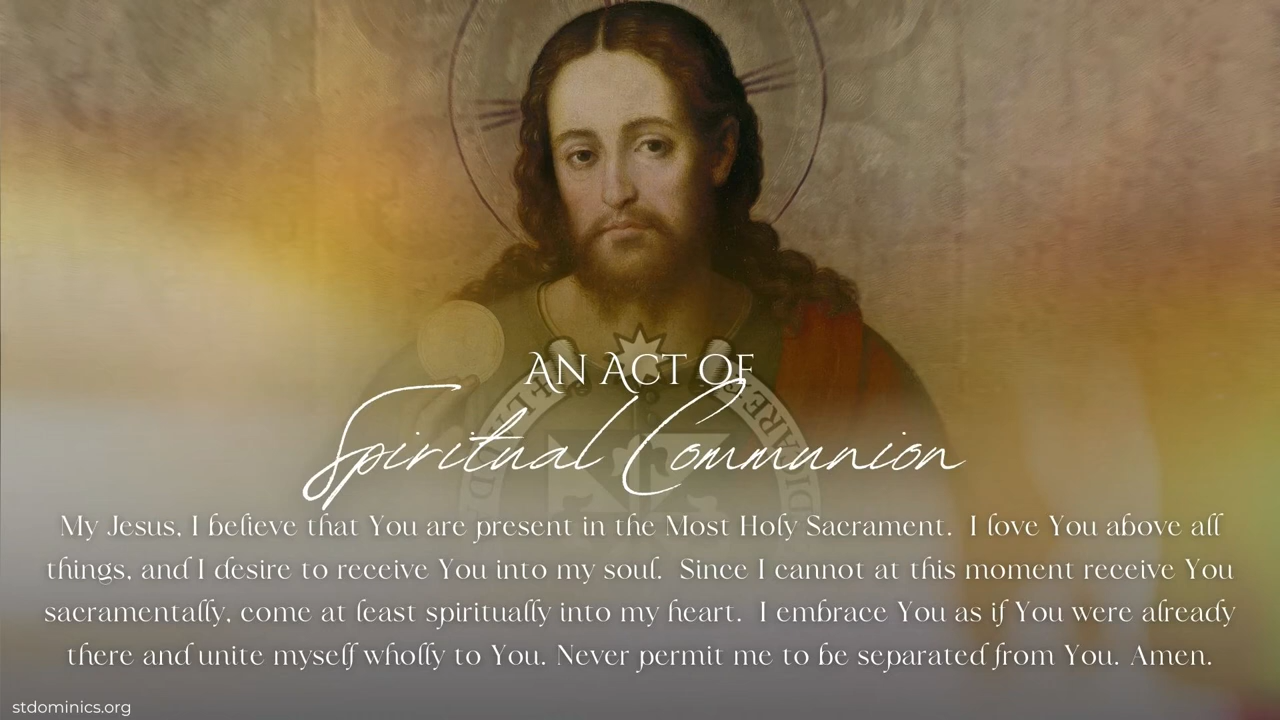 AN ACT OF
Spiritual Communion
My Jesus, I believe that You are present in the Most Holy Sacrament.  I love You above all
things, and I desire to receive You into my soul.  Since I cannot at this moment receive You
sacramentally, come at least spiritually into my heart.  I embrace You as if You were already
there and unite myself wholly to You. Never permit me to be separated from You. Amen.
stdominics.org